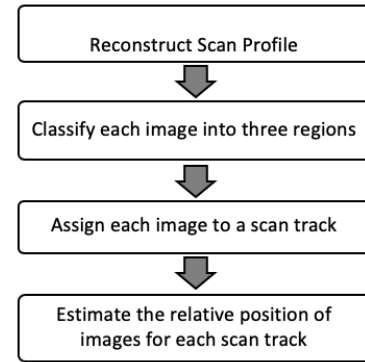 Reconstruct Scan Profile
Classify each image into three regions
Assign each image to a scan track
Estimate the relative position of
images for each scan track